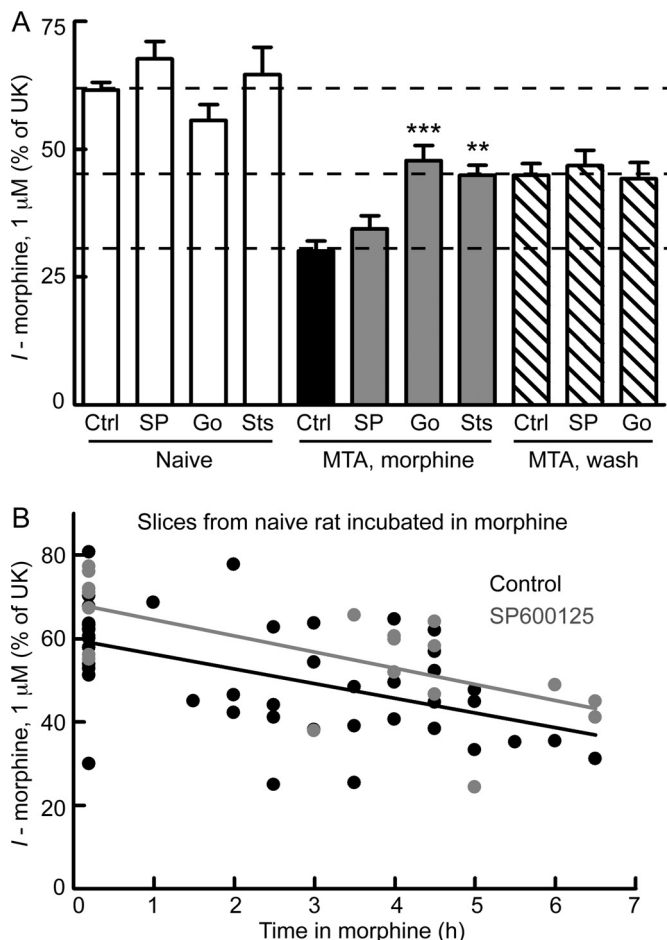 A
I - morphine, 1 µM (% of UK)
75
50
25
0
*** **
Ctrl SP Go Sts Ctrl SP Go Sts Ctrl SP Go
Naive MTA, morphine MTA, wash
B
Slices from naive rat incubated in morphine
Control
SP600125
I - morphine, 1 µM (% of UK)
80
60
40
20
0
0 1 2 3 4 5 6 7
Time in morphine (h)